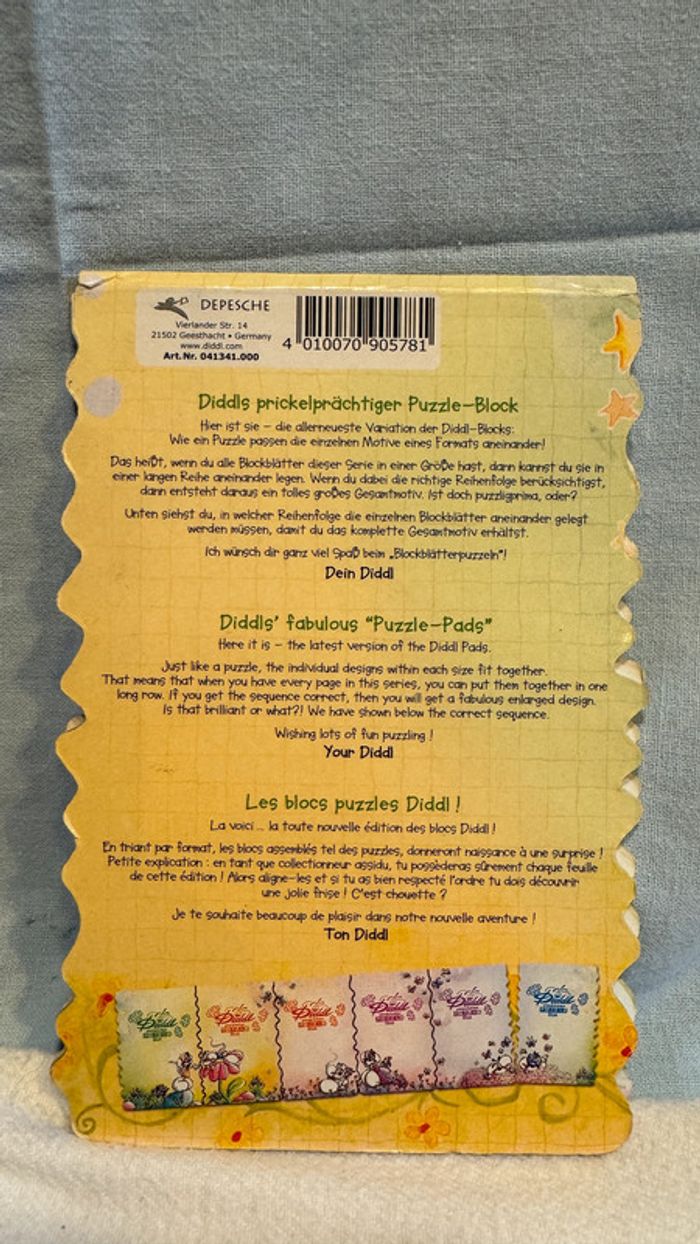 DEPESCHE
Vierlander Str. 14
21502 Geesthacht • Germany
www.diddl.com
Art.Nr. 041341.000
4 010070 905781
Diddls prickelprächtiger Puzzle-Block
Hier ist sie - die allerneueste Variation der Diddl-Blocks:
Wie ein Puzzle passen die einzelnen Motive eines Formats aneinander!
Das heißt, wenn du alle Blockblätter dieser Serie in einer Größe hast, dann kannst du sie in
einer langen Reihe aneinander legen. Wenn du dabei die richtige Reihenfolge berücksichtigst,
dann entsteht daraus ein tolles großes Gesamtmotiv. Ist doch puzzligprima, oder?
Unten siehst du, in welcher Reihenfolge die einzelnen Blockblätter aneinander gelegt
werden müssen, damit du das komplette Gesamtmotiv erhältst.
Ich wünsch dir ganz viel Spaß beim „Blockblätterpuzzeln"!
Dein Diddl
Diddls' fabulous "Puzzle-Pads"
Here it is - the latest version of the Diddl Pads.
Just like a puzzle, the individual designs within each size fit together.
That means that when you have every page in this series, you can put them together in one
long row. If you get the sequence correct, then you will get a fabulous enlarged design.
Is that brilliant or what?! We have shown below the correct sequence.
Wishing lots of fun puzzling !
Your Diddl
Les blocs puzzles Diddl !
La voici ... la toute nouvelle édition des blocs Diddl !
En triant par format, les blocs assemblés tel des puzzles, donneront naissance à une surprise !
Petite explication : en tant que collectionneur assidu, tu possèderas sûrement chaque feuille
de cette édition ! Alors aligne-les et si tu as bien respecté l'ordre tu dois découvrir
une jolie frise ! C'est chouette ?
Je te souhaite beaucoup de plaisir dans notre nouvelle aventure !
Ton Diddl
Diddl Diddl Diddl Diddl Diddl Diddl